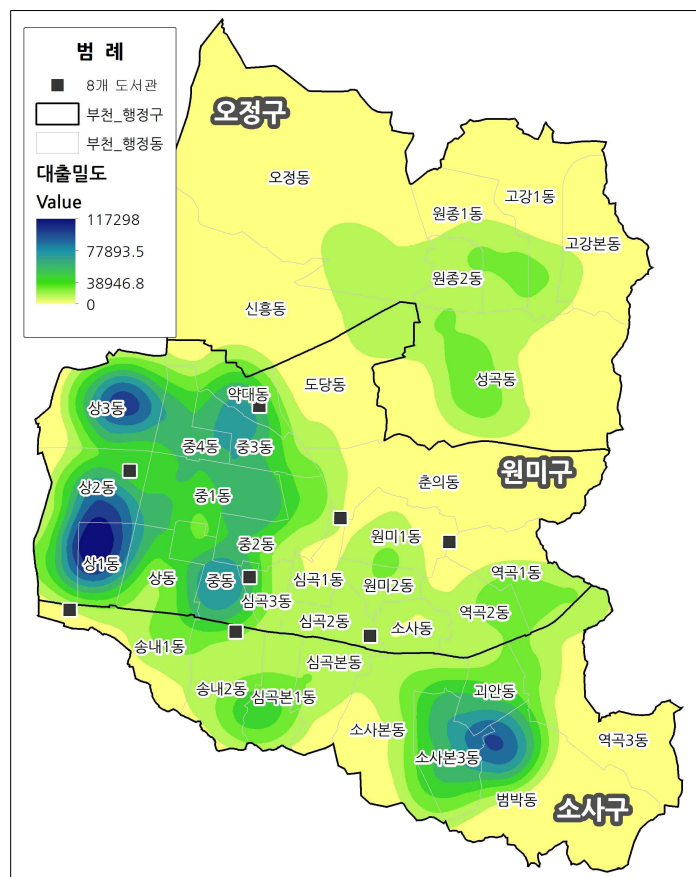 범 례
8개 도서관
부천_행정구
부천_행정동
대출밀도
Value
117298
77893.5
38946.8
0
오정구
오정동
고강1동
원종1동
고강본동
원종2동
신흥동
성곡동
도당동
약대동
상3동
중4동
중3동
원미구
춘의동
상2동
중1동
원미1동
중2동
상1동
상동
중동
심곡1동
원미2동
역곡1동
심곡3동
역곡2동
심곡2동
소사동
송내1동
심곡본동
송내2동
심곡본1동
괴안동
소사본동
역곡3동
소사본3동
범박동
소사구